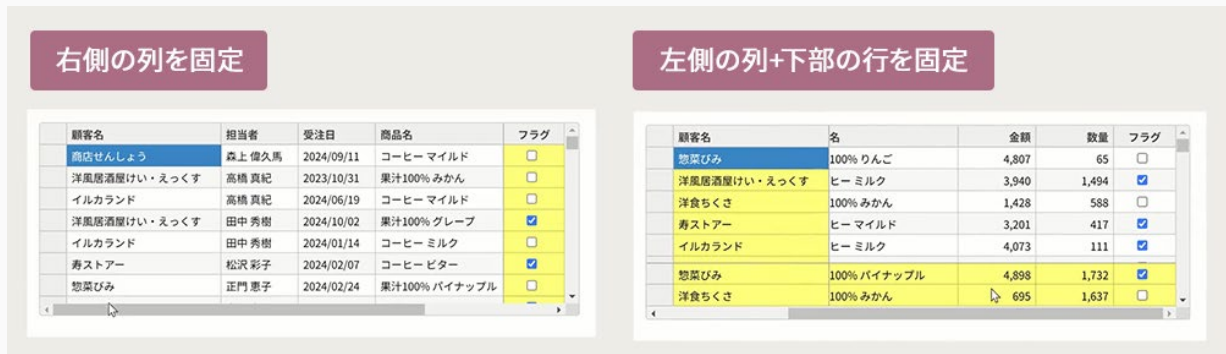 右側の列を固定
顧客名 担当者 受注日 商品名 フラグ
商店せんしょう 森上 偉久馬 2024/09/11 コーヒー マイルド
洋風居酒屋けい・えっくす 高橋 真紀 2023/10/31 果汁100% みかん
イルカランド 高橋 真紀 2024/06/19 コーヒー マイルド
洋風居酒屋けい・えっくす 田中 秀樹 2024/10/02 果汁100% グレープ
イルカランド 田中 秀樹 2024/01/14 コーヒー ミルク
寿ストアー 松沢 彩子 2024/02/07 コーヒー ビター
惣菜びみ 正門 恵子 2024/02/24 果汁100% パイナップル
左側の列+下部の行を固定
顧客名 名 金額 数量 フラグ
惣菜びみ 100% りんご 4,807 65
洋風居酒屋けい・えっくす ヒー ミルク 3,940 1,494
洋食ちくさ 100% みかん 1,428 588
寿ストアー ヒー マイルド 3,201 417
イルカランド ヒー ミルク 4,073 111
惣菜びみ 100% パイナップル 4,898 1,732
洋食ちくさ 100% みかん 695 1,637